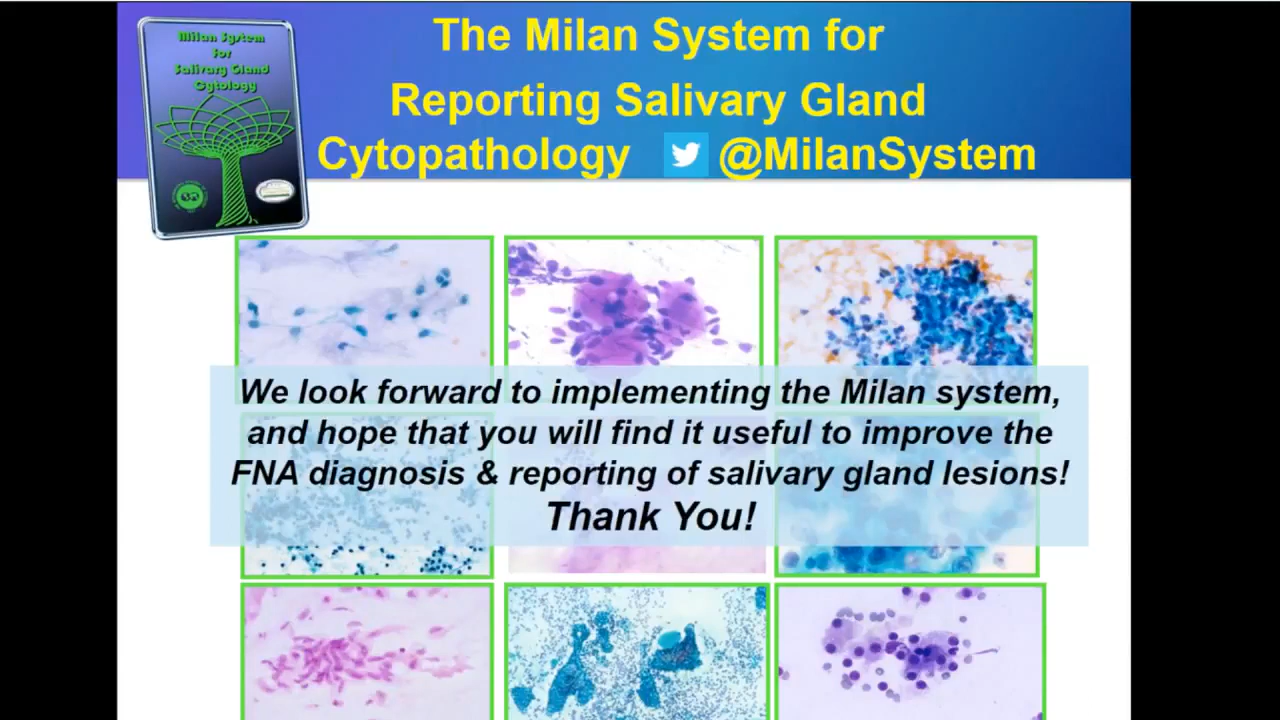 Milan System
for
Salivary Gland
Cytology
The Milan System for
Reporting Salivary Gland
Cytopathology @MilanSystem
We look forward to implementing the Milan system,
and hope that you will find it useful to improve the
FNA diagnosis & reporting of salivary gland lesions!
Thank You!